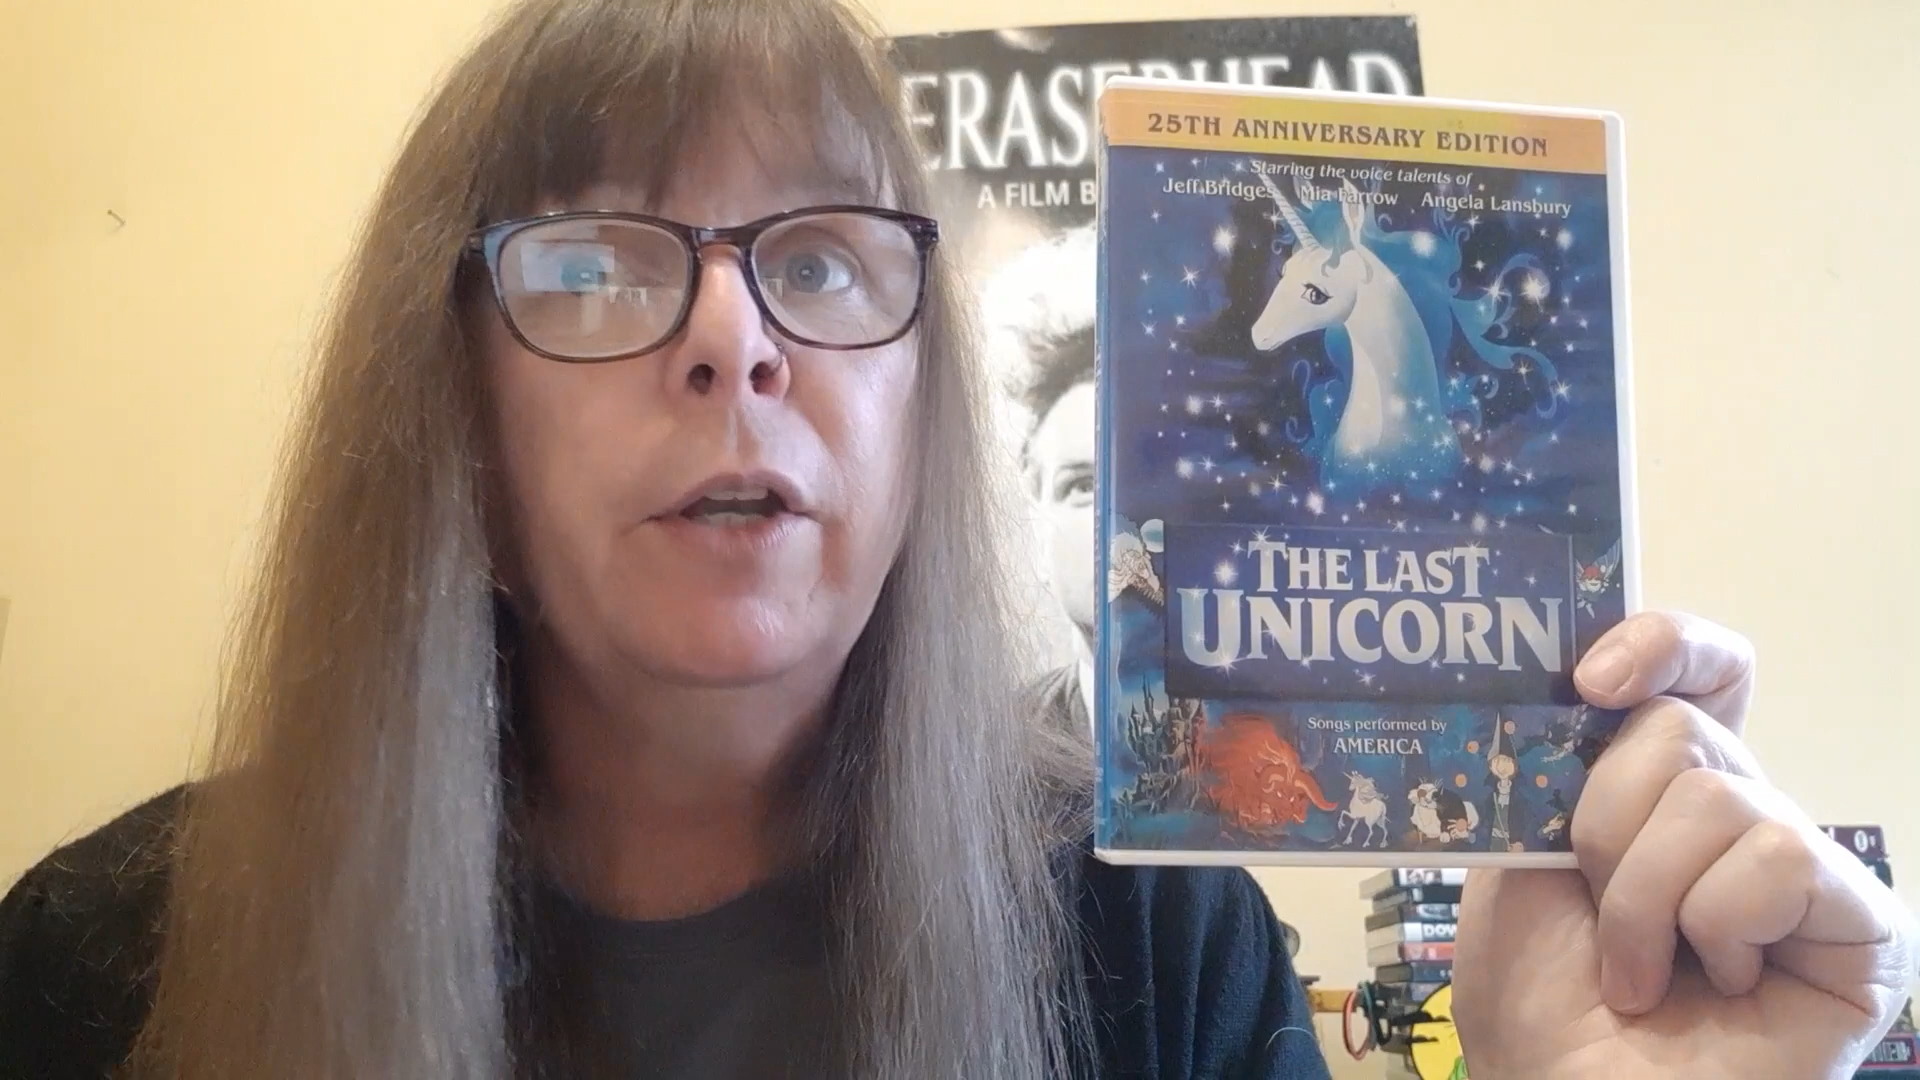 ERASERHEAD
A FILM B
25TH ANNIVERSARY EDITION
Starring the voice talents of
Jeff Bridges Mia Farrow Angela Lansbury
THE LAST
UNICORN
Songs performed by
AMERICA
DOW